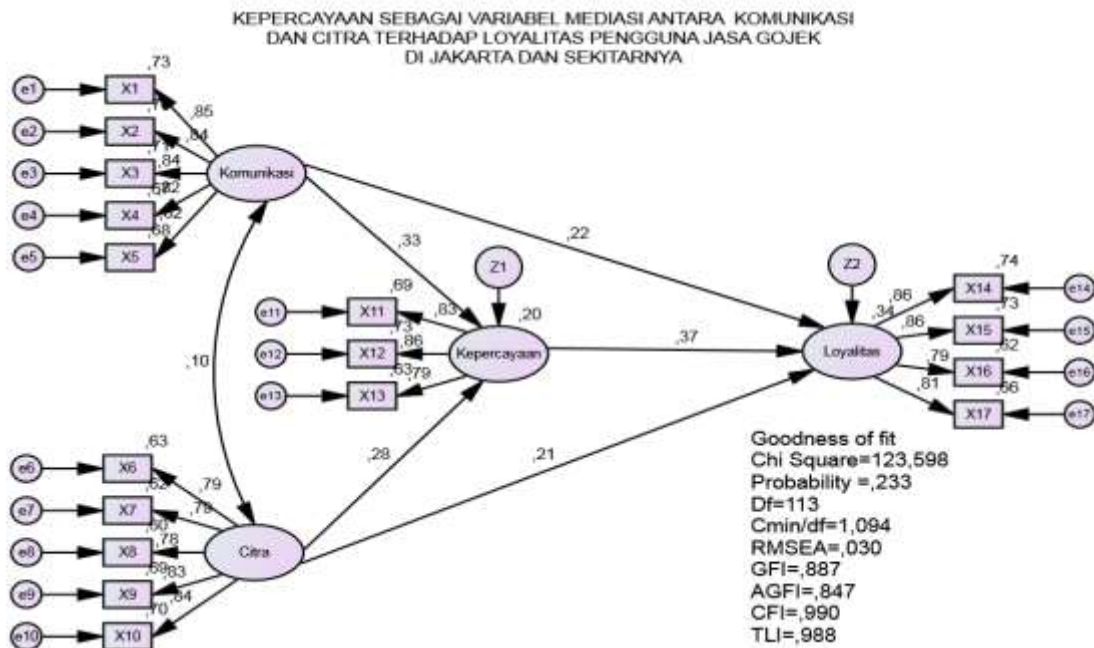 KEPERCAYAAN SEBAGAI VARIABEL MEDIASI ANTARA KOMUNIKASI
DAN CITRA TERHADAP LOYALITAS PENGGUNA JASA GOJEK
DI JAKARTA DAN SEKITARNYA
,73
e1 X1
,85
e2 X2
,84
e3 X3
,84
e4 X4
e5 X5
,68
Komunikasi
,22
,33
,10
Z1
Z2
,69
e11 X11
,83
,20
,73
e12 X12
,86
Kepercayaan
,63
,79
e13 X13
,37
,74
,86
X14 e14
,34
,73
,86
X15 e15
Loyalitas
,79
X16 e16
,81
,66
X17 e17
,63
e6 X6
,79
,62
e7 X7
,79
,60
e8 X8
,78
Citra
,69
,83
e9 X9
,84
,70
e10 X10
,28
,21
Goodness of fit
Chi Square=123,598
Probability =,233
Df=113
Cmin/df=1,094
RMSEA=,030
GFI=,887
AGFI=,847
CFI=,990
TLI=,988